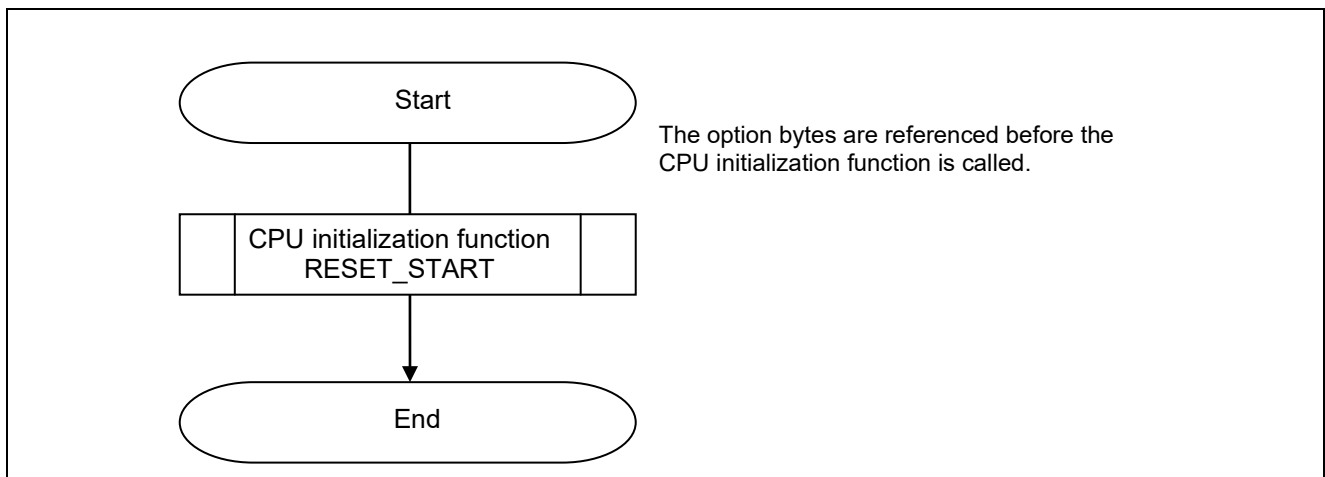 Start
The option bytes are referenced before the
CPU initialization function is called.
CPU initialization function
RESET_START
End